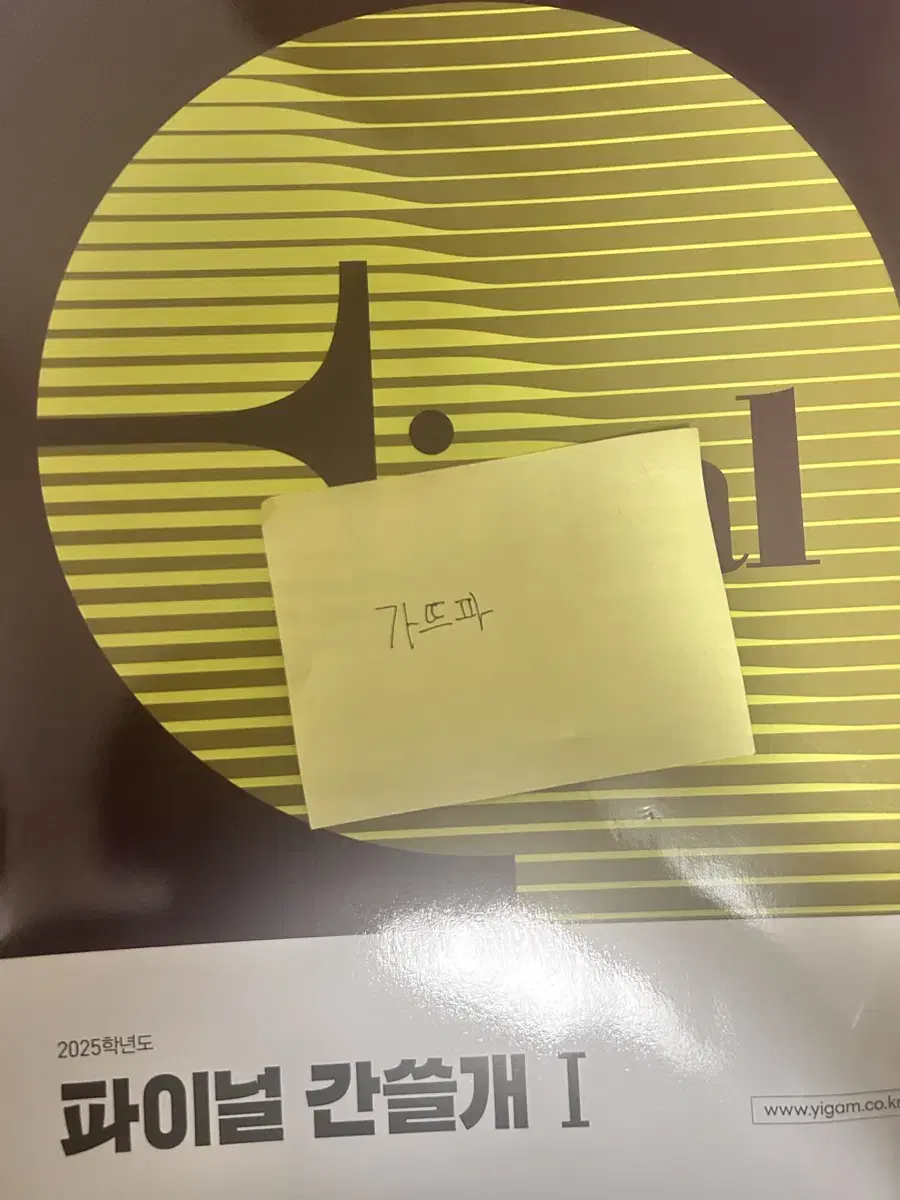 al
가뜨파
2025학년도
파이널 간쓸개 I
www.yigam.co.kr